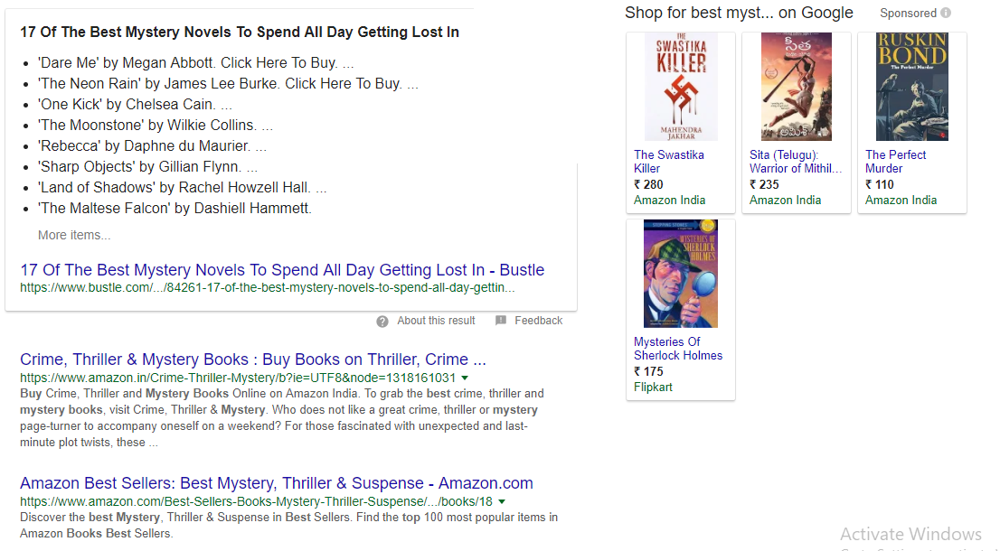 17 Of The Best Mystery Novels To Spend All Day Getting Lost In
'Dare Me' by Megan Abbott. Click Here To Buy. ...
'The Neon Rain' by James Lee Burke. Click Here To Buy. ...
'One Kick' by Chelsea Cain. ...
'The Moonstone' by Wilkie Collins. ...
'Rebecca' by Daphne du Maurier. ...
'Sharp Objects' by Gillian Flynn. ...
'Land of Shadows' by Rachel Howzell Hall. ...
'The Maltese Falcon' by Dashiell Hammett.
More items...
17 Of The Best Mystery Novels To Spend All Day Getting Lost In - Bustle
https://www.bustle.com/.../84261-17-of-the-best-mystery-novels-to-spend-all-day-gettin...
About this result Feedback
Crime, Thriller & Mystery Books : Buy Books on Thriller, Crime ...
https://www.amazon.in/Crime-Thriller-Mystery/b?ie=UTF8&node=1318161031
Buy Crime, Thriller and Mystery Books Online on Amazon India. To grab the best crime, thriller and
mystery books, visit Crime, Thriller & Mystery. Who does not like a great crime, thriller or mystery
page-turner to accompany oneself on a weekend? For those fascinated with unexpected and last-
minute plot twists, these ...
Amazon Best Sellers: Best Mystery, Thriller & Suspense - Amazon.com
https://www.amazon.com/Best-Sellers-Books-Mystery-Thriller-Suspense/.../books/18
Discover the best Mystery, Thriller & Suspense in Best Sellers. Find the top 100 most popular items in
Amazon Books Best Sellers.
Shop for best myst... on Google Sponsored
THE
SWASTIKA
KILLER
MAHENDRA
JAKHAR
The Swastika
Killer
₹ 280
Amazon India
సీత
అమీష్
Sita (Telugu):
Warrior of Mithil...
₹ 235
Amazon India
RUSKIN
BOND
The Perfect Murder
The Perfect
Murder
₹ 110
Amazon India
STEPPING STONES
MYSTERIES OF
SHERLOCK
HOLMES
Mysteries Of
Sherlock Holmes
₹ 175
Flipkart
Activate Windows